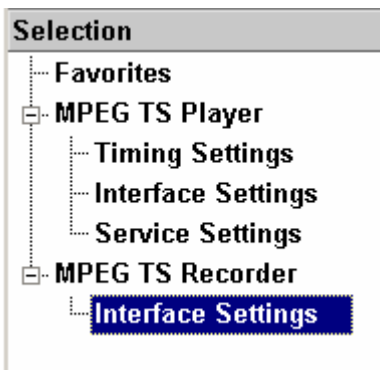 Selection
Favorites
MPEG TS Player
Timing Settings
Interface Settings
Service Settings
MPEG TS Recorder
Interface Settings